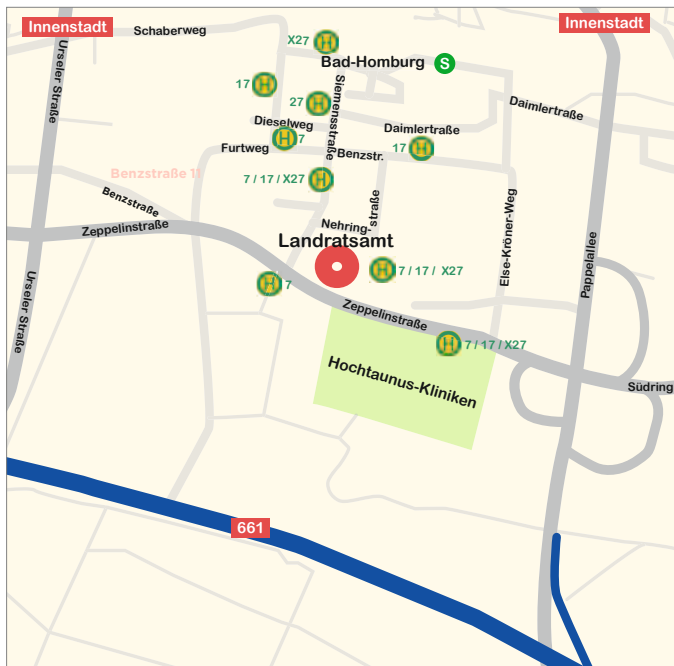 Innenstadt
Innenstadt
Schaberweg
Urseler Straße
X27
H
Bad-Homburg
S
17
H
27
H
Siemensstraße
Daimlertraße
Dieselweg
H
7
Daimlertraße
Furtweg
Benzstr.
17
H
Benzstraße 11
7 / 17 / X27
H
Benzstraße
Nehring-
straße
Else-Kröner-Weg
Zeppelinstraße
Landratsamt
Pappelallee
H
7 / 17 / X27
H
7
Urseler Straße
Zeppelinstraße
H
7 / 17 / X27
Hochtaunus-Kliniken
Südring
661